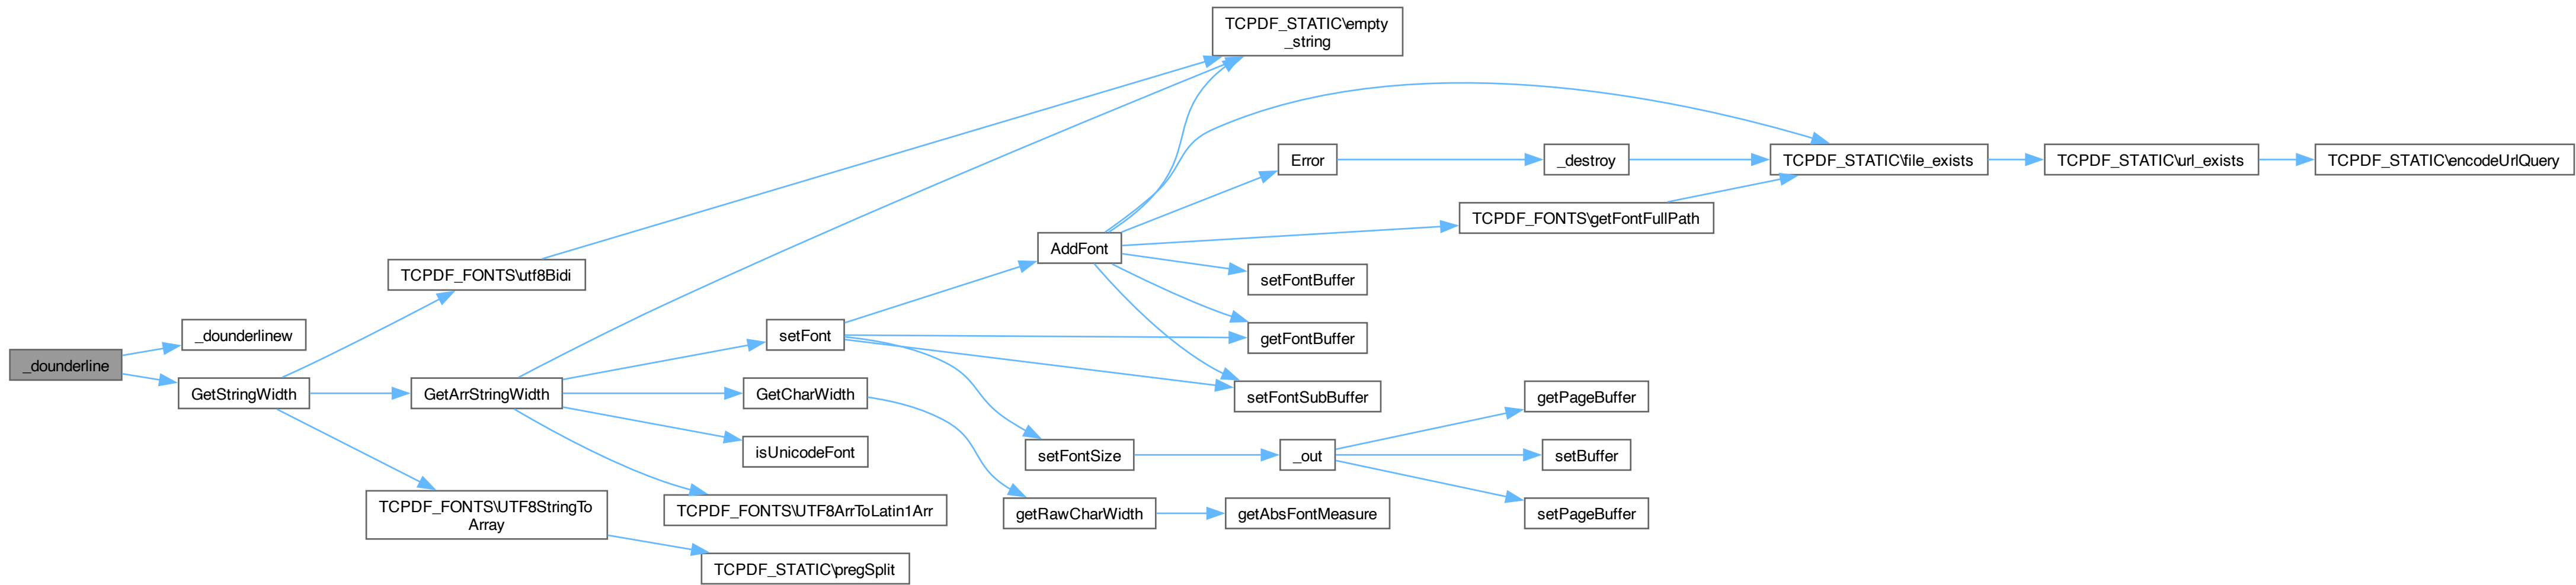 TCPDF_STATIC\empty
_string
Error
_destroy
TCPDF_STATIC\file_exists
TCPDF_STATIC\url_exists
TCPDF_STATIC\encodeUrlQuery
TCPDF_FONTS\getFontFullPath
AddFont
TCPDF_FONTS\utf8Bidi
setFontBuffer
_dounderlinew
setFont
getFontBuffer
_dounderline
GetStringWidth
GetArrStringWidth
GetCharWidth
setFontSubBuffer
getPageBuffer
isUnicodeFont
setFontSize
_out
setBuffer
TCPDF_FONTS\UTF8StringTo
Array
TCPDF_FONTS\UTF8ArrToLatin1Arr
getRawCharWidth
getAbsFontMeasure
setPageBuffer
TCPDF_STATIC\pregSplit